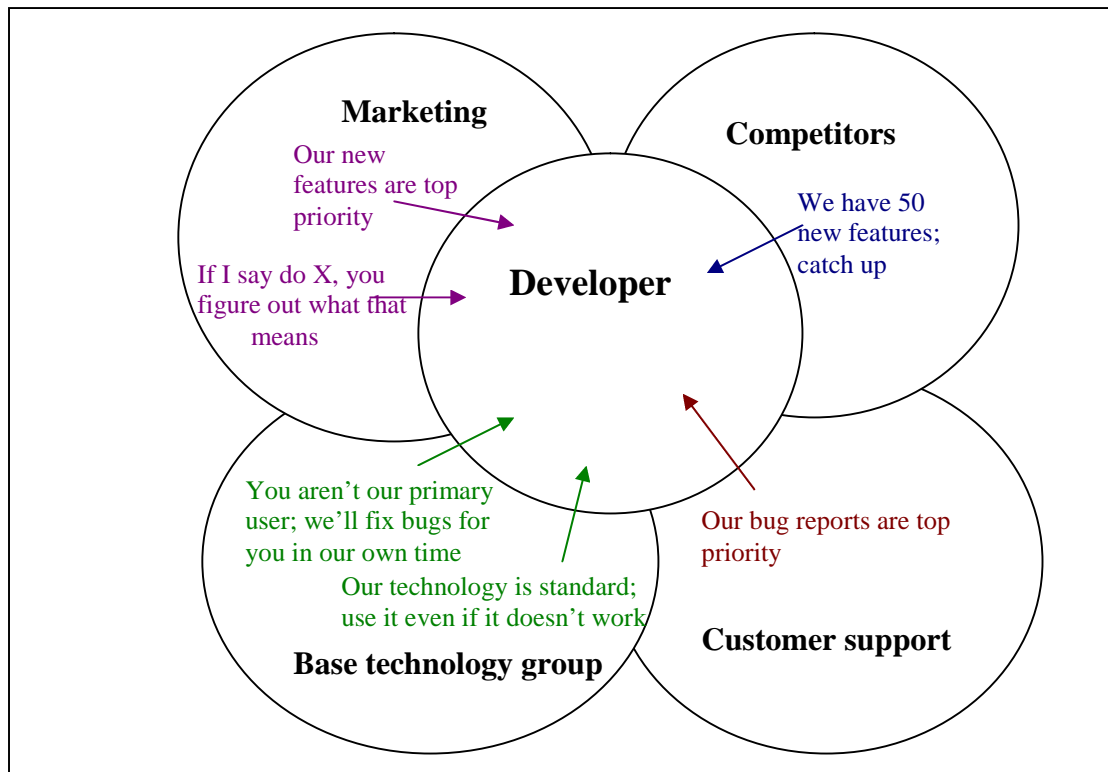 Marketing
Our new
features are top
priority
If I say do X, you
figure out what that
means
Competitors
We have 50
new features;
catch up
Developer
You aren’t our primary
user; we’ll fix bugs for
you in our own time
Our technology is standard;
use it even if it doesn’t work
Base technology group
Our bug reports are top
priority
Customer support